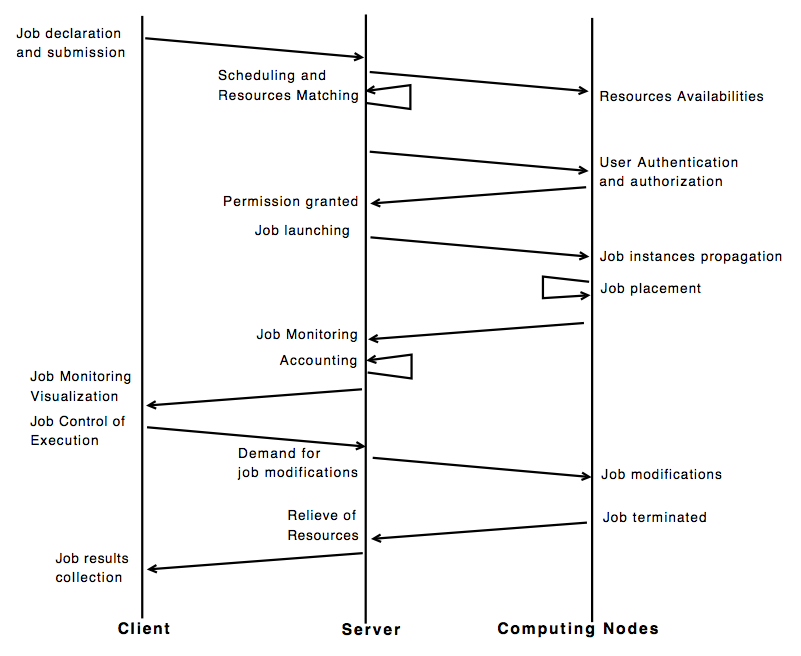 Job declaration
and submission
Scheduling and
Resources Matching
Resources Availabilities
User Authentication
and authorization
Permission granted
Job launching
Job instances propagation
Job placement
Job Monitoring
Accounting
Job Monitoring
Visualization
Job Control of
Execution
Demand for
job modifications
Job modifications
Relieve of
Resources
Job terminated
Job results
collection
Client
Server
Computing Nodes